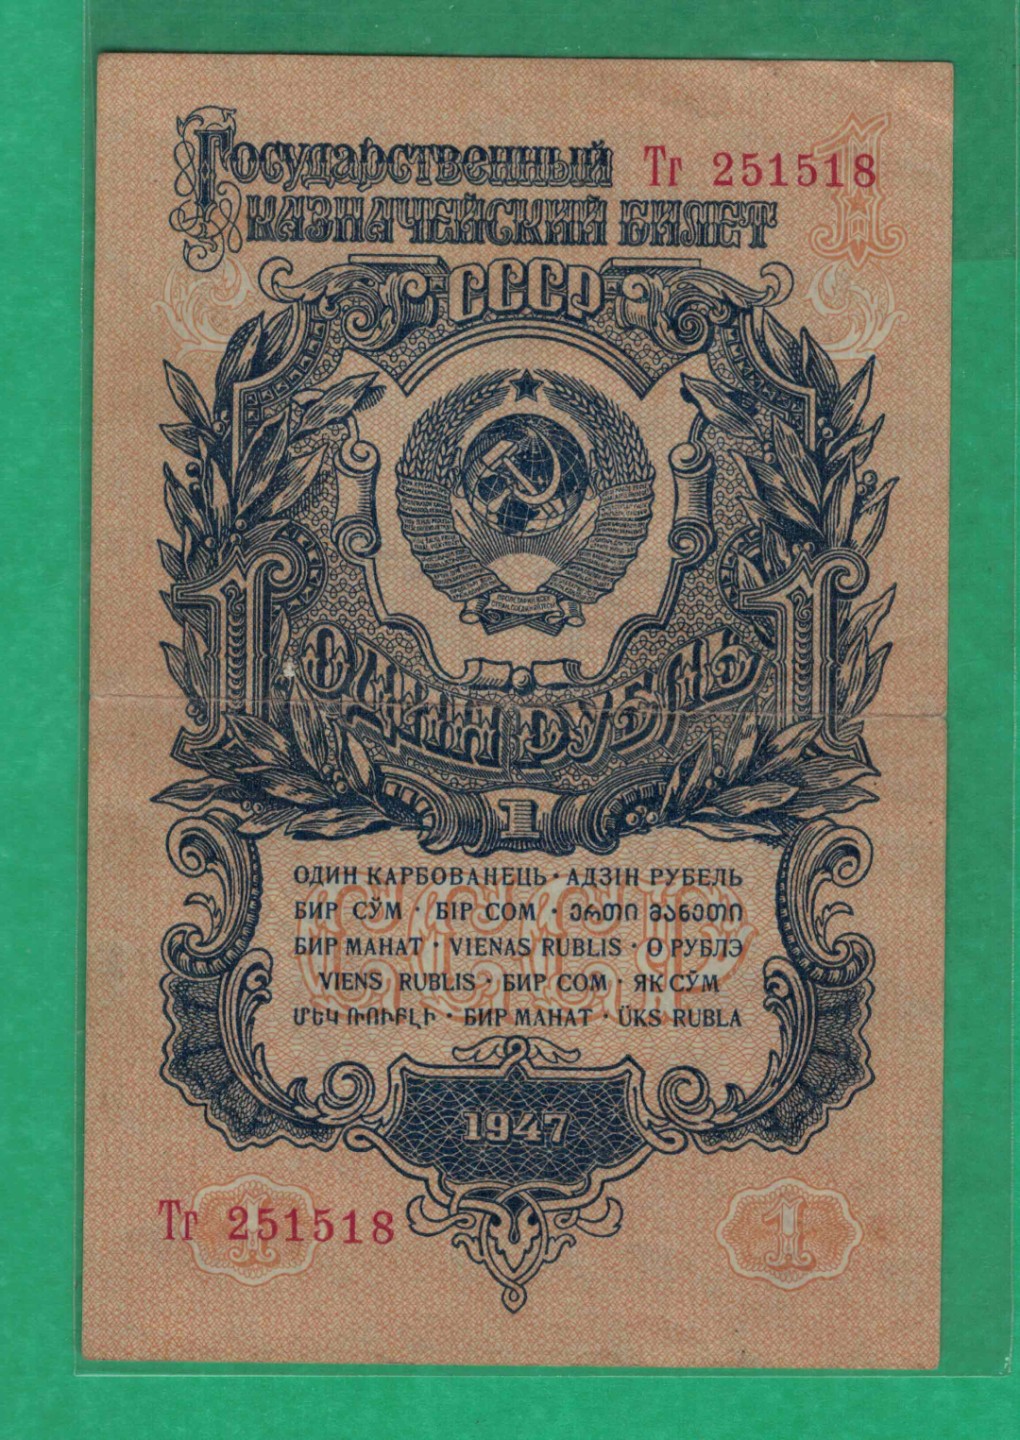 Государственный Тг 251518
КАЗНАЧЕЙСКИЙ БИЛЕТ
СССР
1 1
ОДИН РУБЛЬ
1
ОДИН КАРБОВАНЕЦЬ · АДЗІН РУБЕЛЬ
БИР СЎМ · БІР СОМ · ᲔᲠᲗᲘ ᲛᲐᲜᲔᲗᲘ
БИР МАНАТ · VIENAS RUBLIS · О РУБЛЭ
VIENS RUBLIS · БИР СОМ · ЯК СӮМ
ՄԵԿ ՌՈՒԲԼԻ · БИР МАНАТ · ÜKS RUBLA
1947
Тг 251518 1